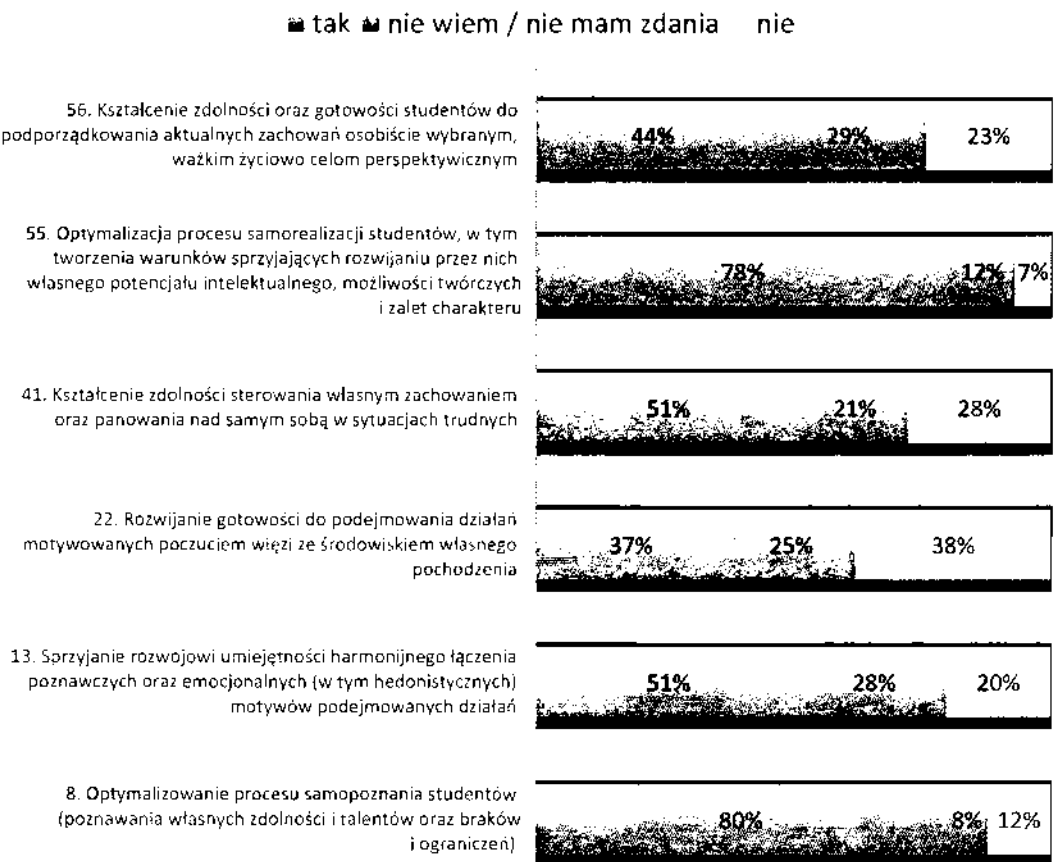 tak nie wiem / nie mam zdania nie
56. Kształcenie zdolności oraz gotowości studentów do
podporządkowania aktualnych zachowań osobiście wybranym,
ważkim życiowo celom perspektywicznym
44% 29% 23%
55. Optymalizacja procesu samorealizacji studentów, w tym
tworzenia warunków sprzyjających rozwijaniu przez nich
własnego potencjału intelektualnego, możliwości twórczych
i zalet charakteru
78% 12% 7%
41. Kształcenie zdolności sterowania własnym zachowaniem
oraz panowania nad samym sobą w sytuacjach trudnych
51% 21% 28%
22. Rozwijanie gotowości do podejmowania działań
motywowanych poczuciem więzi ze środowiskiem własnego
pochodzenia
37% 25% 38%
13. Sprzyjanie rozwojowi umiejętności harmonijnego łączenia
poznawczych oraz emocjonalnych (w tym hedonistycznych)
motywów podejmowanych działań
51% 28% 20%
8. Optymalizowanie procesu samopoznania studentów
(poznawania własnych zdolności i talentów oraz braków
i ograniczeń)
80% 8% 12%